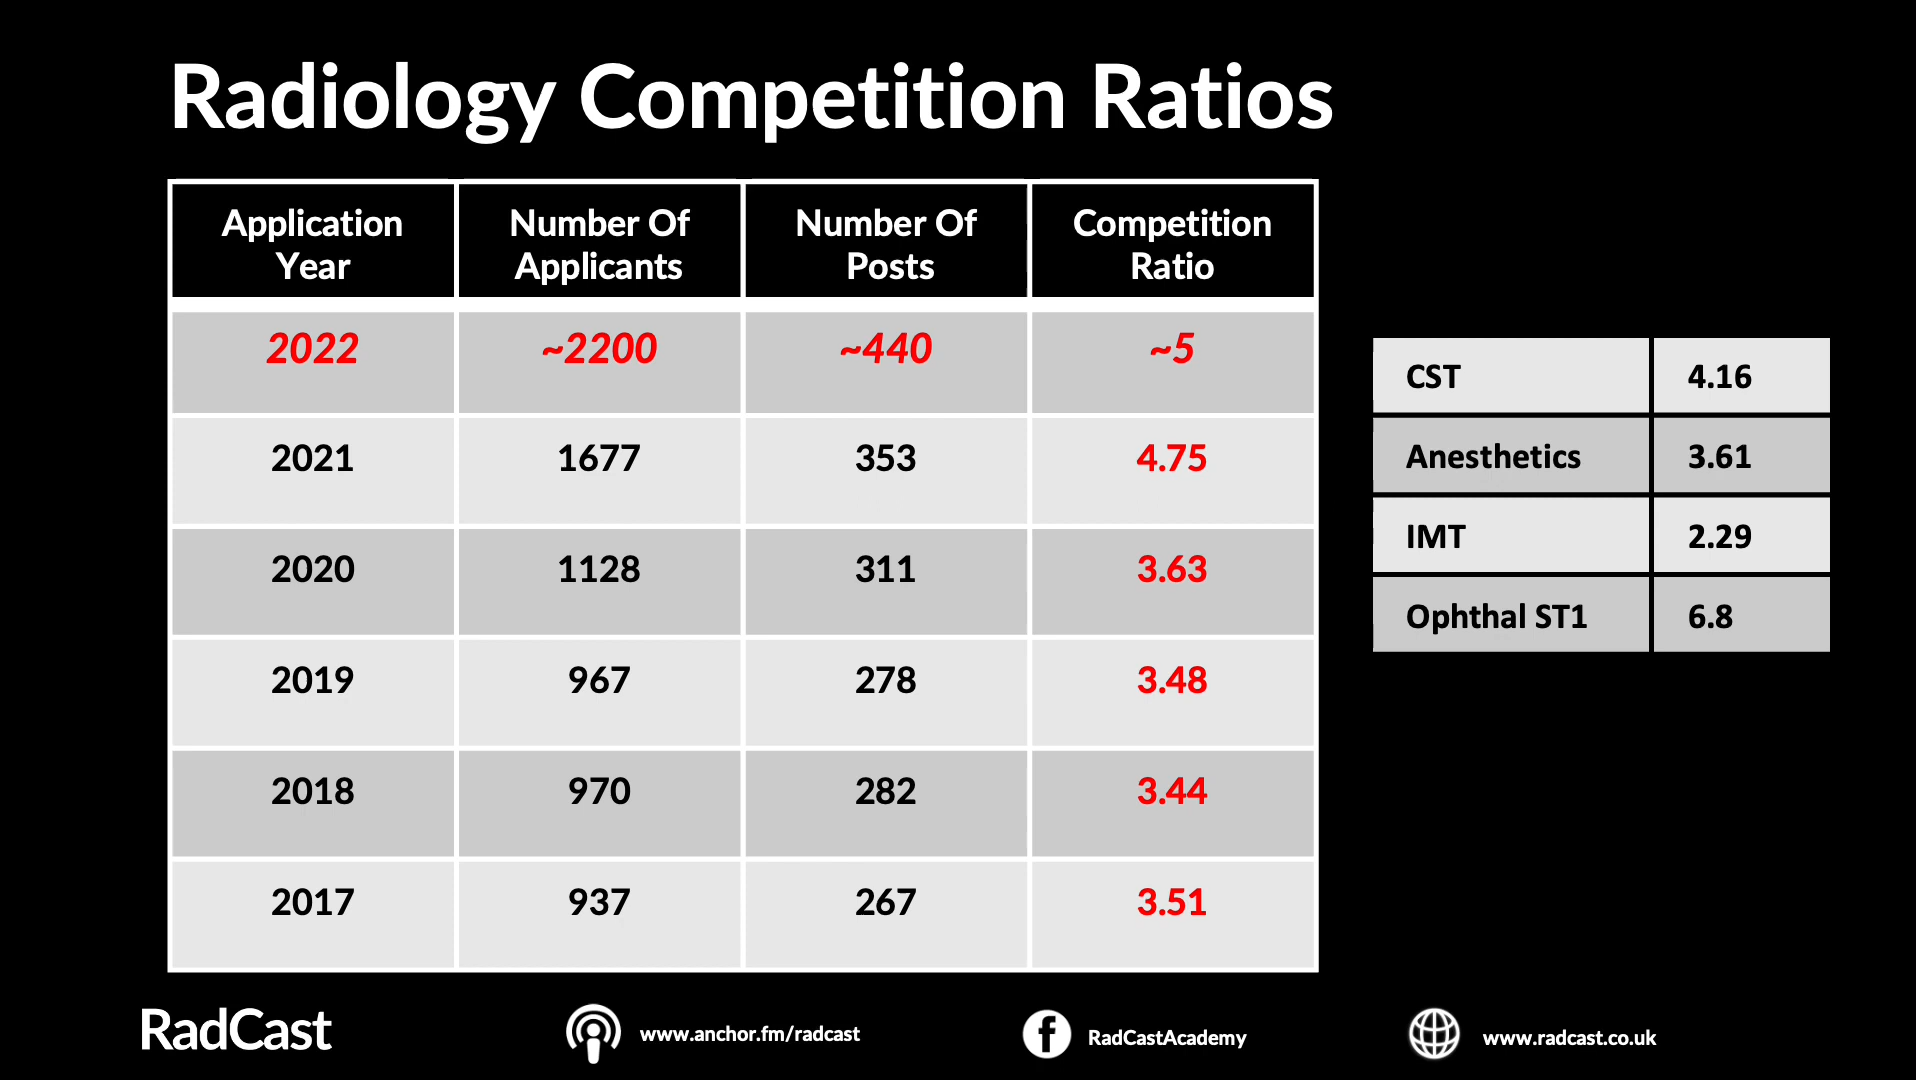 Radiology Competition Ratios
Application Year | Number Of Applicants | Number Of Posts | Competition Ratio
2022 | ~2200 | ~440 | ~5
2021 | 1677 | 353 | 4.75
2020 | 1128 | 311 | 3.63
2019 | 967 | 278 | 3.48
2018 | 970 | 282 | 3.44
2017 | 937 | 267 | 3.51
CST | 4.16
Anesthetics | 3.61
IMT | 2.29
Ophthal ST1 | 6.8
RadCast
www.anchor.fm/radcast
RadCastAcademy
www.radcast.co.uk